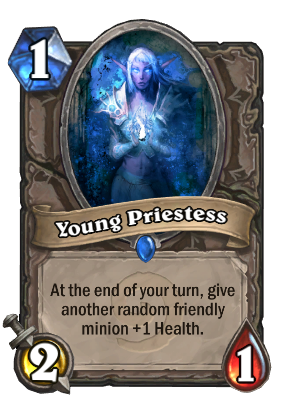 1
Young Priestess
At the end of your turn, give
another random friendly
minion +1 Health.
2
1